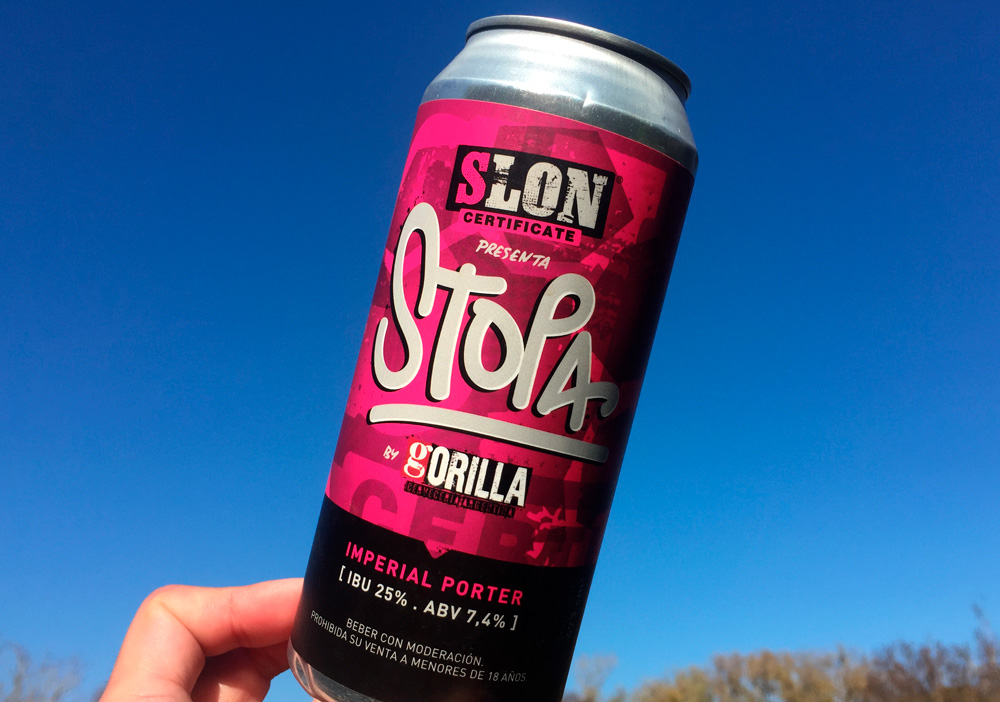 SLON
CERTIFICATE
PRESENTA
STOPA
BY gORILLA
IMPERIAL PORTER
[ IBU 25% . ABV 7,4% ]
BEBER CON MODERACIÓN.
PROHIBIDA SU VENTA A MENORES DE 18 AÑOS.